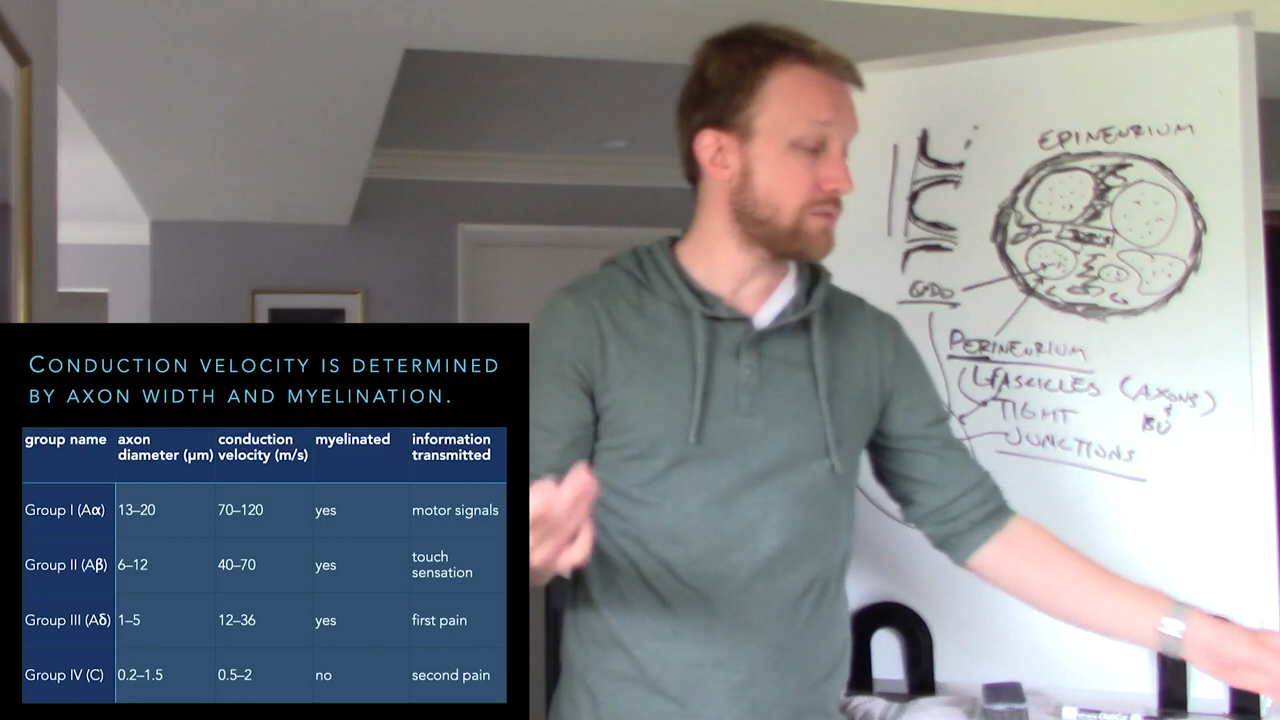 CONDUCTION VELOCITY IS DETERMINED
BY AXON WIDTH AND MYELINATION.
group name axon diameter (μm) conduction velocity (m/s) myelinated information transmitted
Group I (Aα) 13–20 70–120 yes motor signals
Group II (Aβ) 6–12 40–70 yes touch sensation
Group III (Aδ) 1–5 12–36 yes first pain
Group IV (C) 0.2–1.5 0.5–2 no second pain
EPINEURIUM
ENDO
PERINEURIUM
FASCICLES (AXONS)
TIGHT
JUNCTIONS